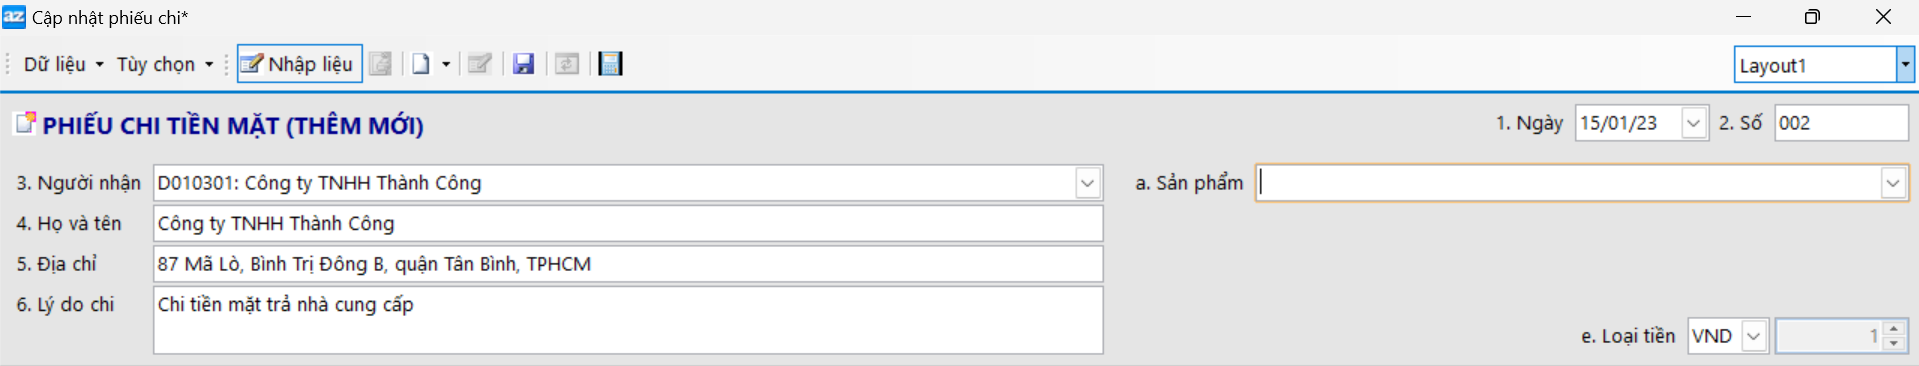 az Cập nhật phiếu chi*
Dữ liệu Tùy chọn Nhập liệu Layout1
PHIẾU CHI TIỀN MẶT (THÊM MỚI) 1. Ngày 15/01/23 2. Số 002
3. Người nhận D010301: Công ty TNHH Thành Công a. Sản phẩm
4. Họ và tên Công ty TNHH Thành Công
5. Địa chỉ 87 Mã Lò, Bình Trị Đông B, quận Tân Bình, TPHCM
6. Lý do chi Chi tiền mặt trả nhà cung cấp
e. Loại tiền VND 1